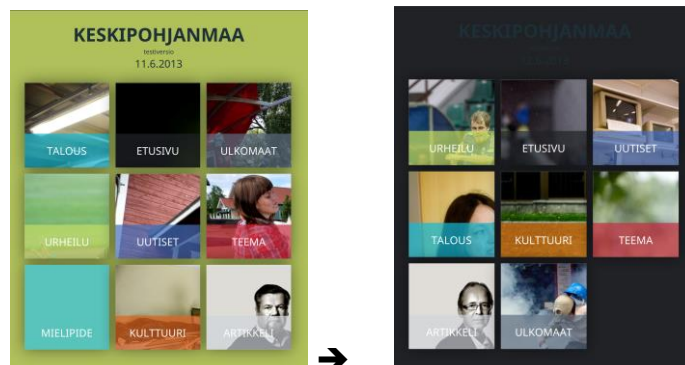 KESKIPOHJANMAA
testiversio
11.6.2013
TALOUS
ETUSIVU
ULKOMAAT
URHEILU
UUTISET
TEEMA
MIELIPIDE
KULTTUURI
ARTIKKELI
KESKIPOHJANMAA
URHEILU
ETUSIVU
UUTISET
TALOUS
KULTTUURI
TEEMA
ARTIKKELI
ULKOMAAT